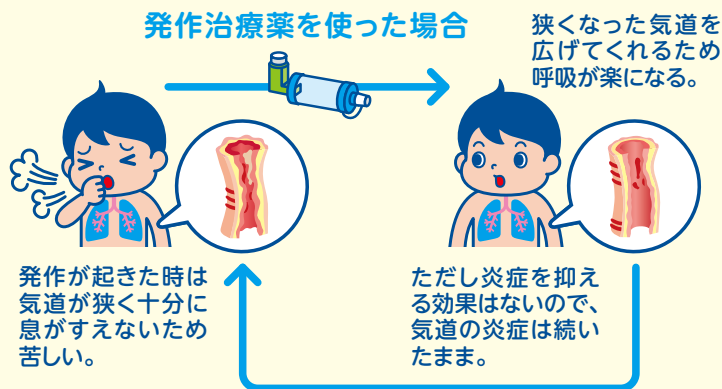 発作治療薬を使った場合
狭くなった気道を
広げてくれるため
呼吸が楽になる。
発作が起きた時は
気道が狭く十分に
息がすえないため
苦しい。
ただし炎症を抑え
る効果はないので、
気道の炎症は続い
たまま。